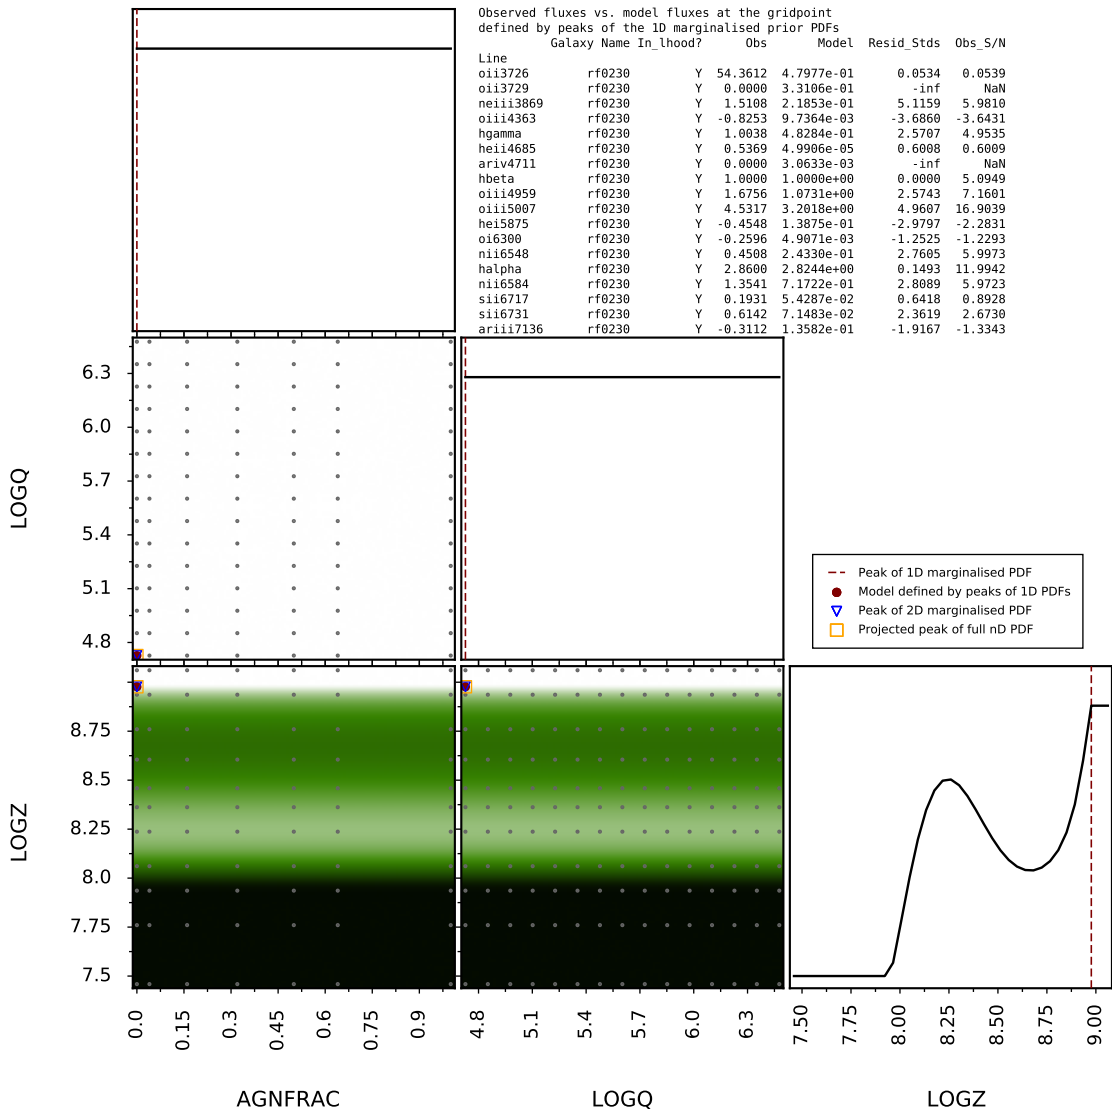 Observed fluxes vs. model fluxes at the gridpoint
defined by peaks of the 1D marginalised prior PDFs
Galaxy Name In_lhood? Obs Model Resid_Stds Obs_S/N
Line
oii3726 rf0230 Y 54.3612 4.7977e-01 0.0534 0.0539
oii3729 rf0230 Y 0.0000 3.3106e-01 -inf NaN
neiii3869 rf0230 Y 1.5108 2.1853e-01 5.1159 5.9810
oiii4363 rf0230 Y -0.8253 9.7364e-03 -3.6860 -3.6431
hgamma rf0230 Y 1.0038 4.8284e-01 2.5707 4.9535
heii4685 rf0230 Y 0.5369 4.9906e-05 0.6008 0.6009
ariv4711 rf0230 Y 0.0000 3.0633e-03 -inf NaN
hbeta rf0230 Y 1.0000 1.0000e+00 0.0000 5.0949
oiii4959 rf0230 Y 1.6756 1.0731e+00 2.5743 7.1601
oiii5007 rf0230 Y 4.5317 3.2018e+00 4.9607 16.9039
hei5875 rf0230 Y -0.4548 1.3875e-01 -2.9797 -2.2831
oi6300 rf0230 Y -0.2596 4.9071e-03 -1.2525 -1.2293
nii6548 rf0230 Y 0.4508 2.4330e-01 2.7605 5.9973
halpha rf0230 Y 2.8600 2.8244e+00 0.1493 11.9942
nii6584 rf0230 Y 1.3541 7.1722e-01 2.8089 5.9723
sii6717 rf0230 Y 0.1931 5.4287e-02 0.6418 0.8928
sii6731 rf0230 Y 0.6142 7.1483e-02 2.3619 2.6730
ariii7136 rf0230 Y -0.3112 1.3582e-01 -1.9167 -1.3343
LOGQ
6.3
6.0
5.7
5.4
5.1
4.8
Peak of 1D marginalised PDF
Model defined by peaks of 1D PDFs
Peak of 2D marginalised PDF
Projected peak of full nD PDF
LOGZ
8.75
8.5
8.25
8.0
7.75
7.5
0.0 0.15 0.3 0.45 0.6 0.75 0.9
4.8 5.1 5.4 5.7 6.0 6.3
7.50 7.75 8.00 8.25 8.50 8.75 9.00
AGNFRAC LOGQ LOGZ